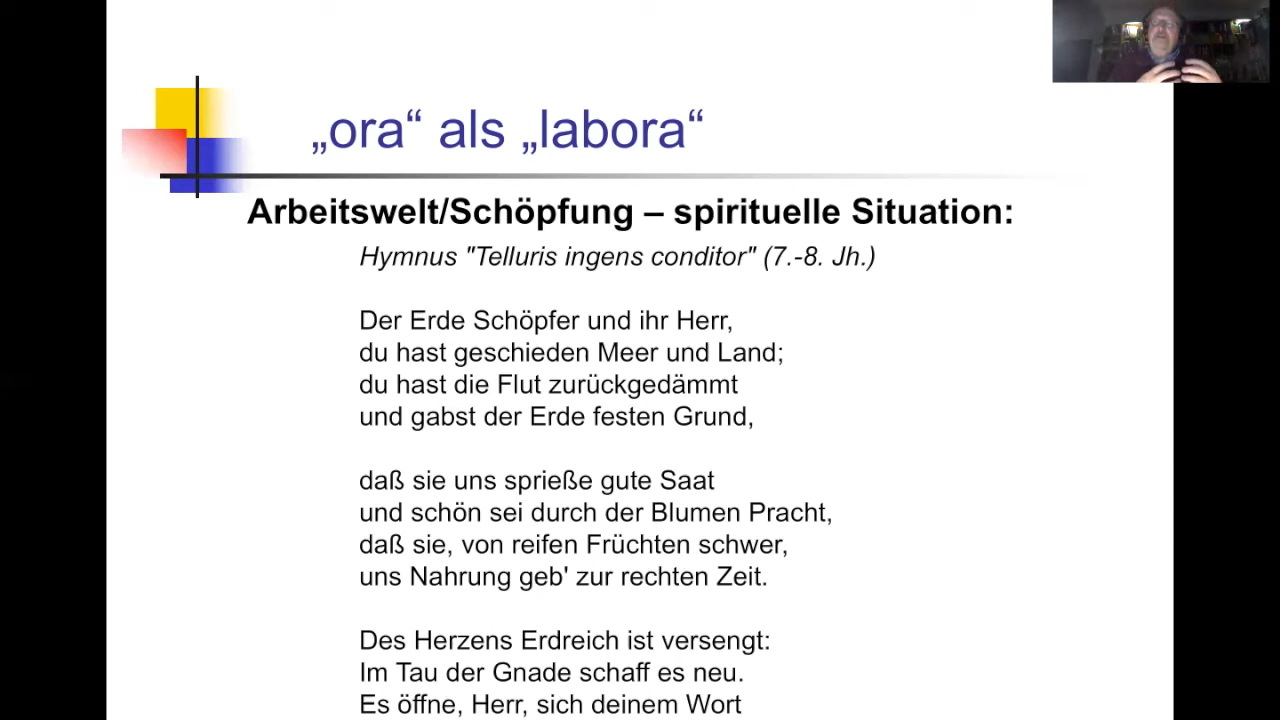 „ora“ als „labora“
Arbeitswelt/Schöpfung – spirituelle Situation:
Hymnus "Telluris ingens conditor" (7.-8. Jh.)
Der Erde Schöpfer und ihr Herr,
du hast geschieden Meer und Land;
du hast die Flut zurückgedämmt
und gabst der Erde festen Grund,
daß sie uns sprieße gute Saat
und schön sei durch der Blumen Pracht,
daß sie, von reifen Früchten schwer,
uns Nahrung geb' zur rechten Zeit.
Des Herzens Erdreich ist versengt:
Im Tau der Gnade schaff es neu.
Es öffne, Herr, sich deinem Wort